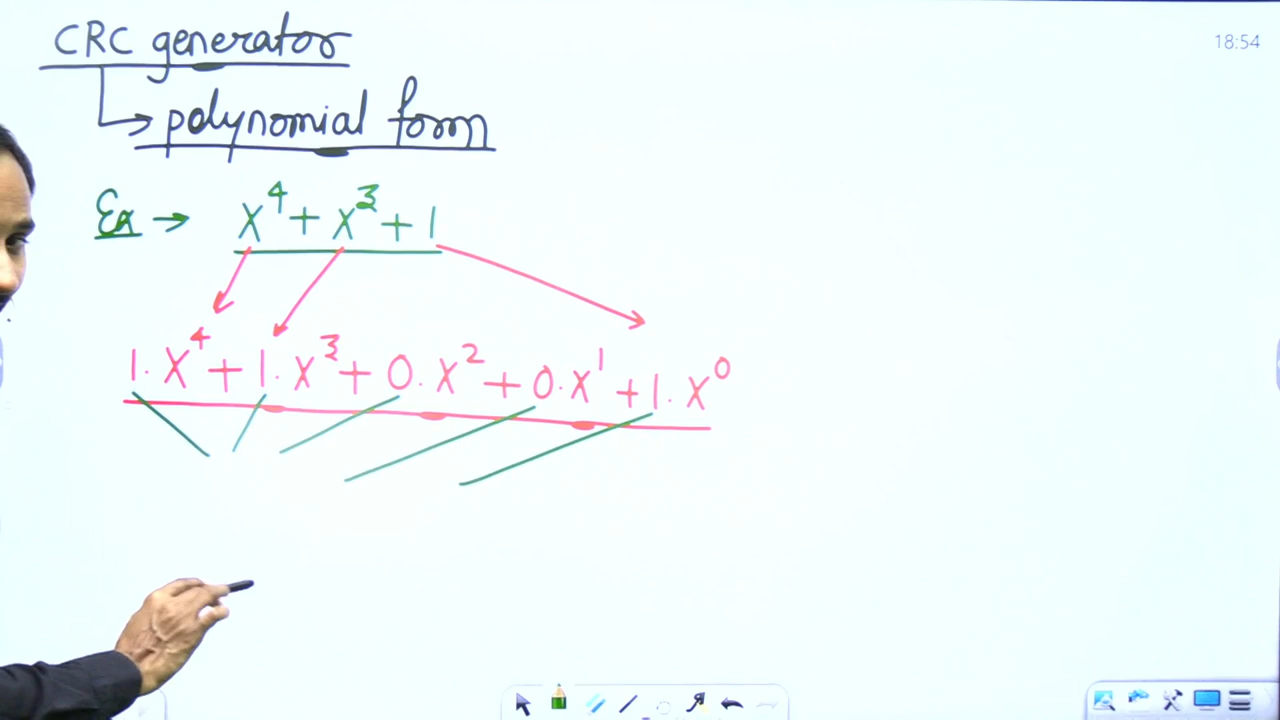 CRC generator
18:54
polynomial form
Ex → x⁴ + x³ + 1
1. x⁴ + 1. x³ + 0. x² + 0. x¹ + 1. x⁰